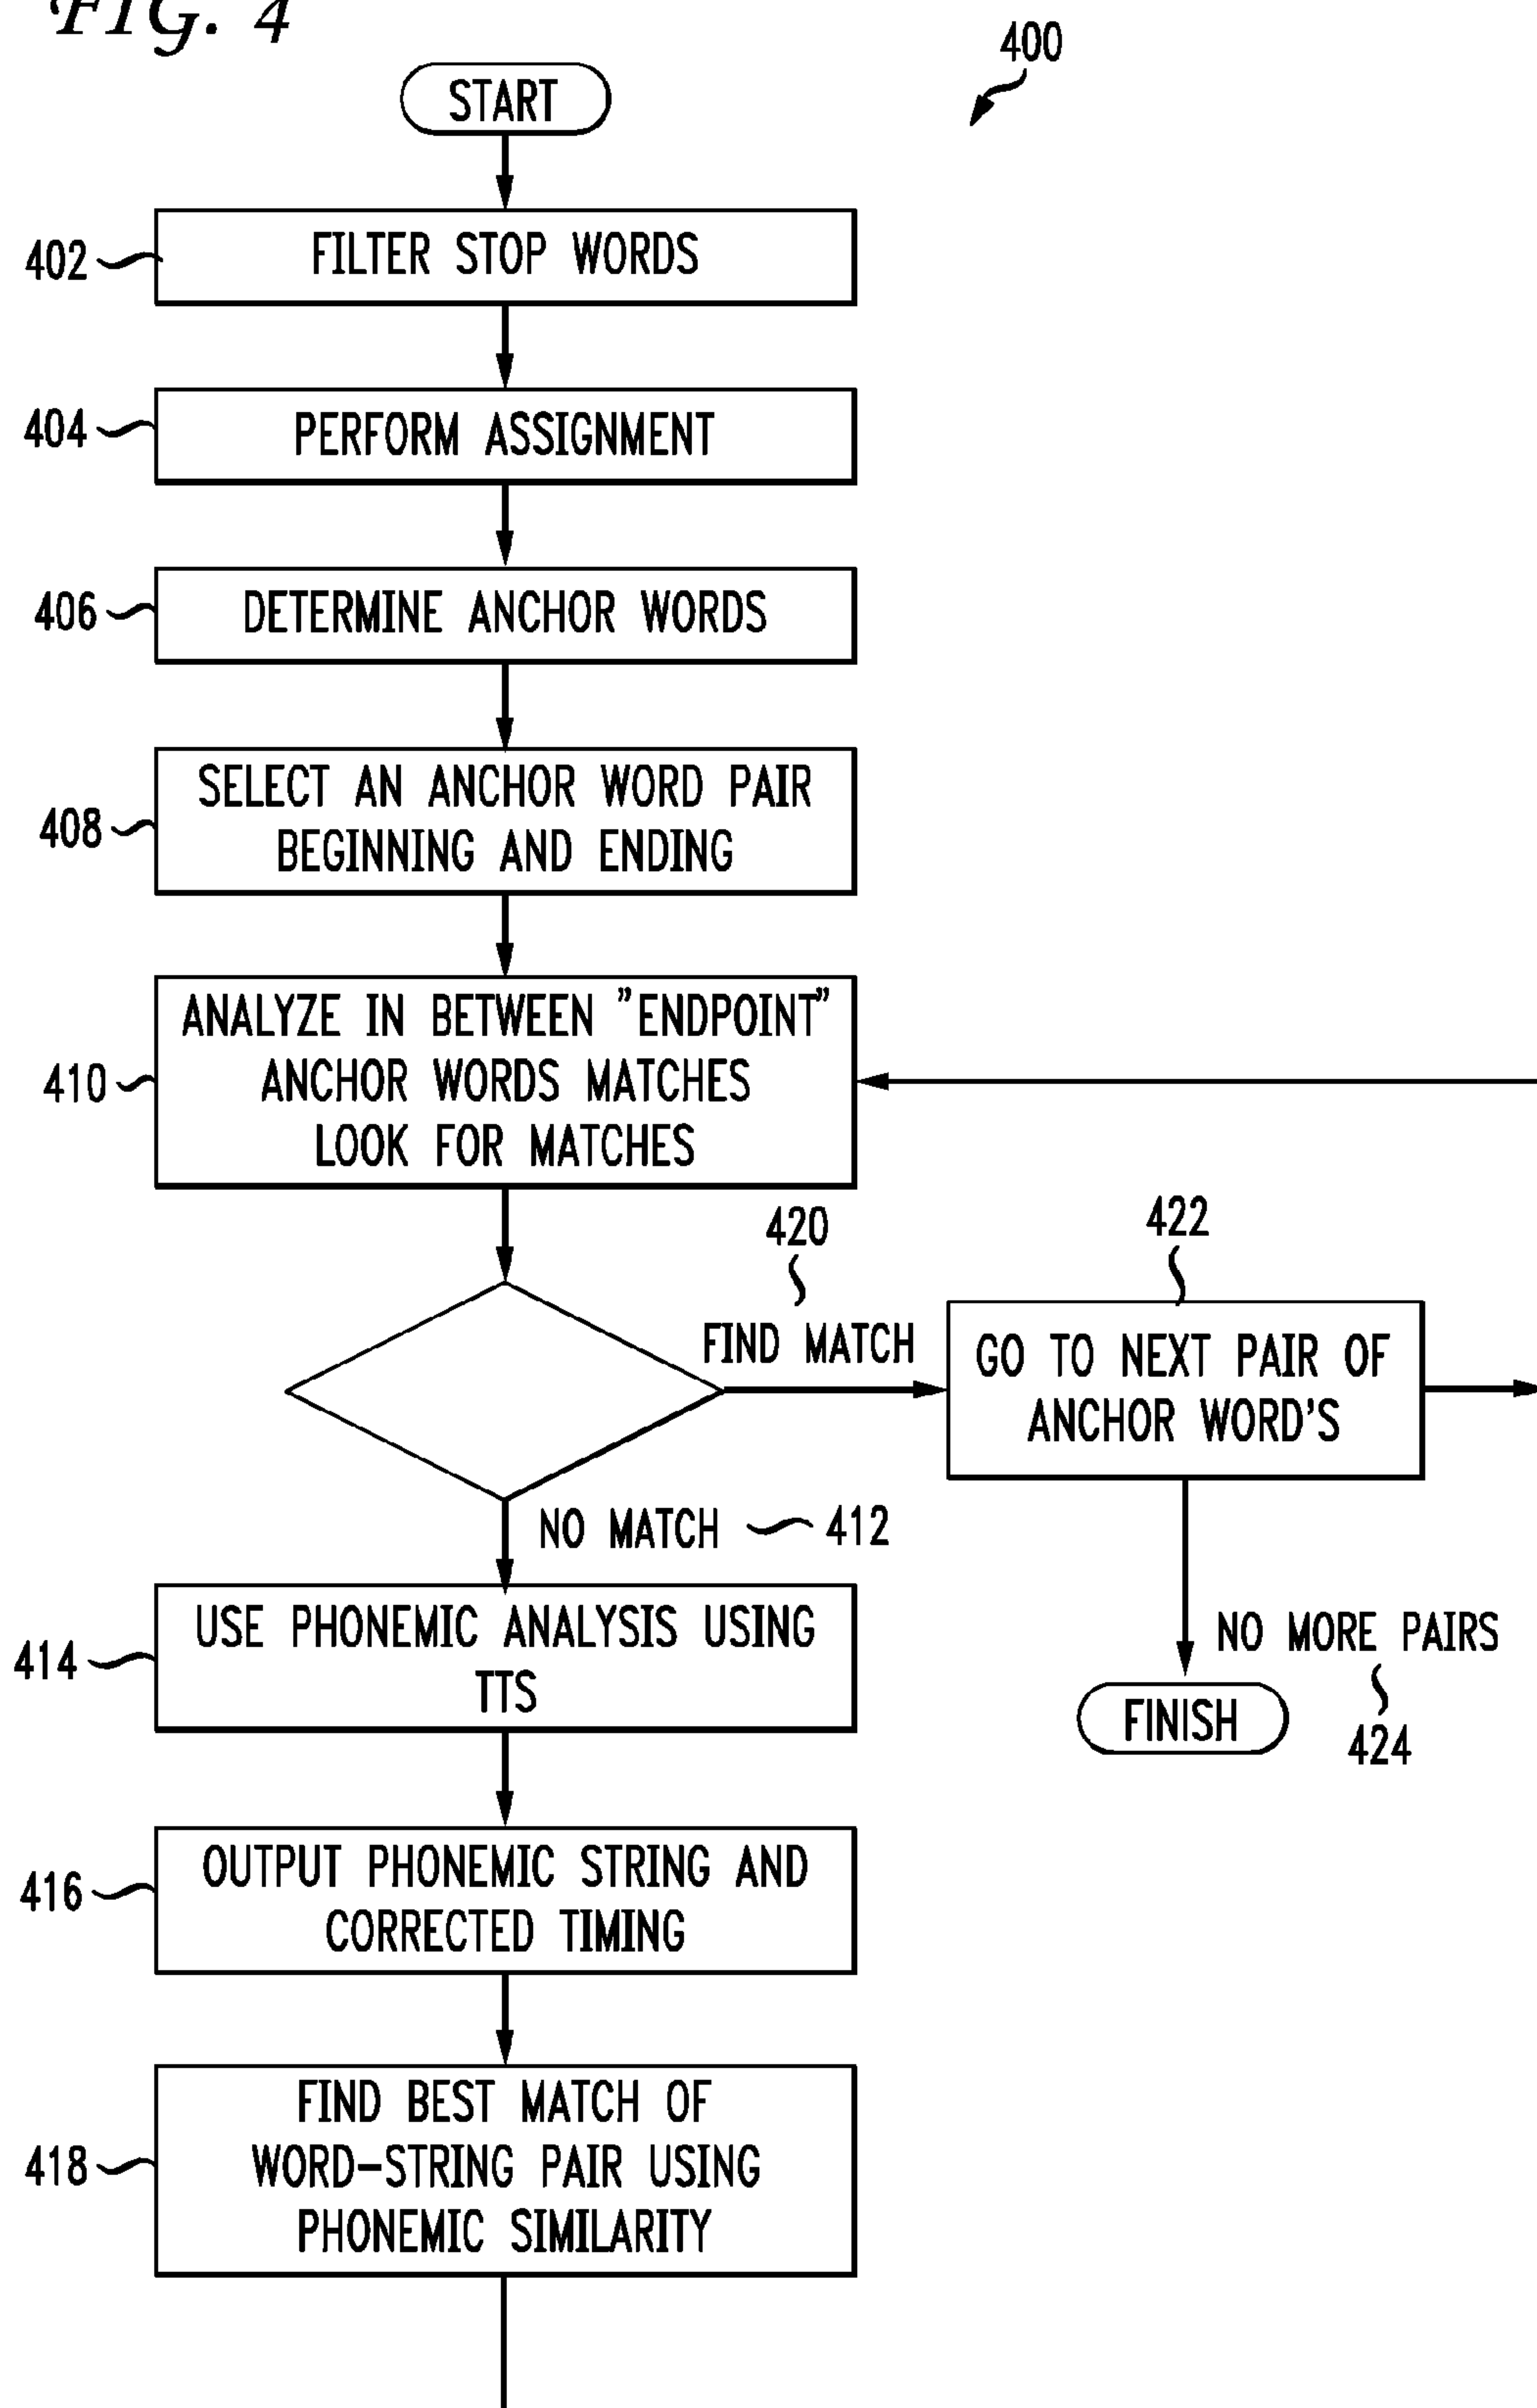 FIG. 4
400
START
402
FILTER STOP WORDS
404
PERFORM ASSIGNMENT
406
DETERMINE ANCHOR WORDS
408
SELECT AN ANCHOR WORD PAIR
BEGINNING AND ENDING
410
ANALYZE IN BETWEEN "ENDPOINT"
ANCHOR WORDS MATCHES
LOOK FOR MATCHES
420
FIND MATCH
422
GO TO NEXT PAIR OF
ANCHOR WORD'S
NO MATCH
412
414
USE PHONEMIC ANALYSIS USING
TTS
NO MORE PAIRS
424
FINISH
416
OUTPUT PHONEMIC STRING AND
CORRECTED TIMING
418
FIND BEST MATCH OF
WORD-STRING PAIR USING
PHONEMIC SIMILARITY